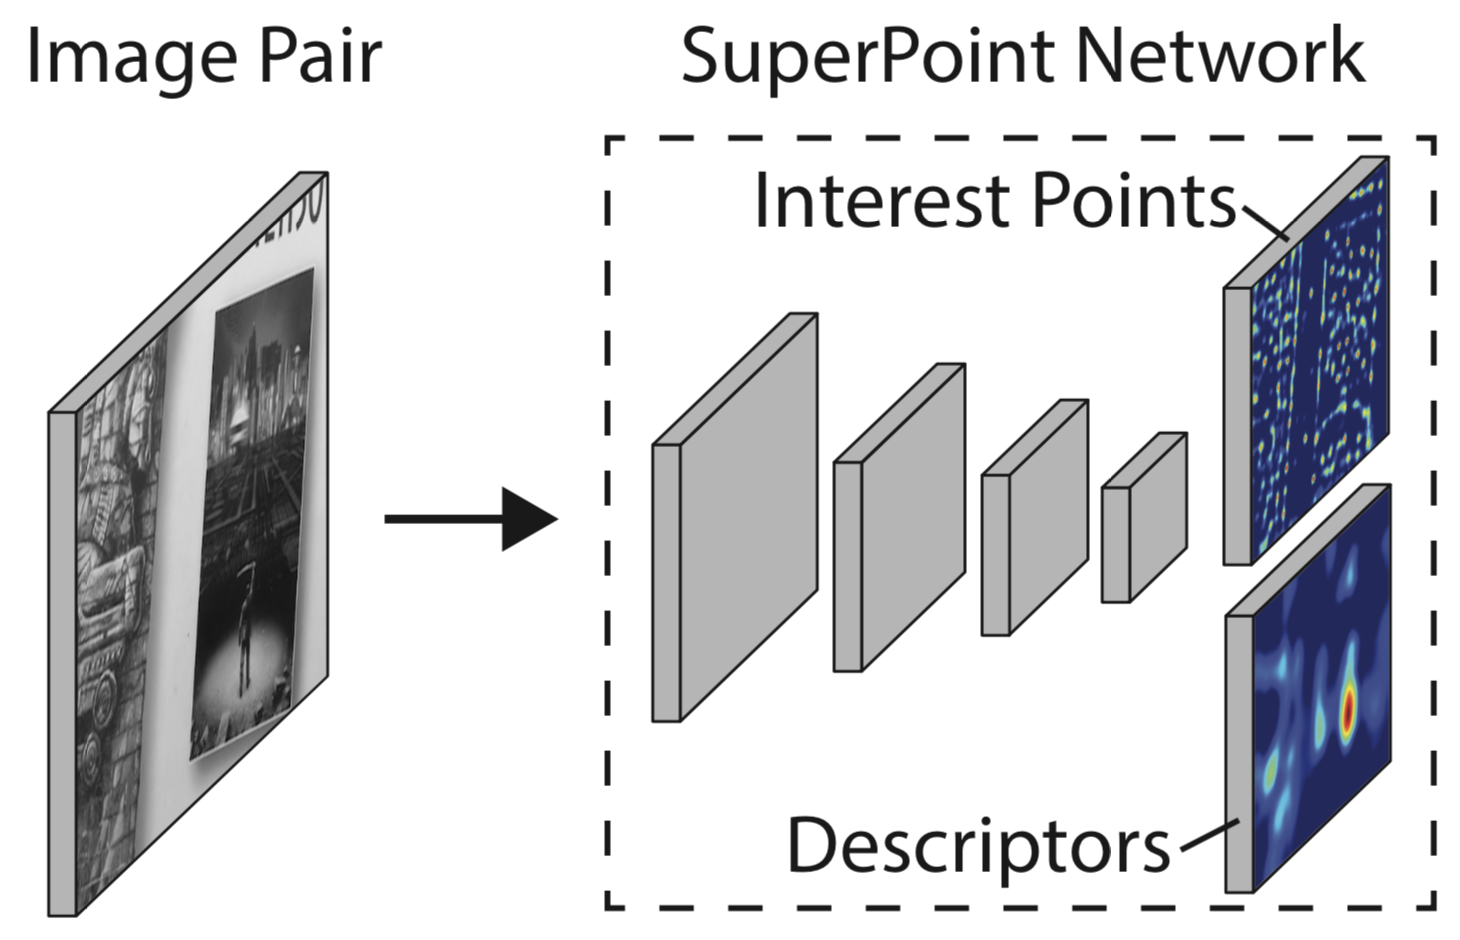 Image Pair
SuperPoint Network
Interest Points
Descriptors